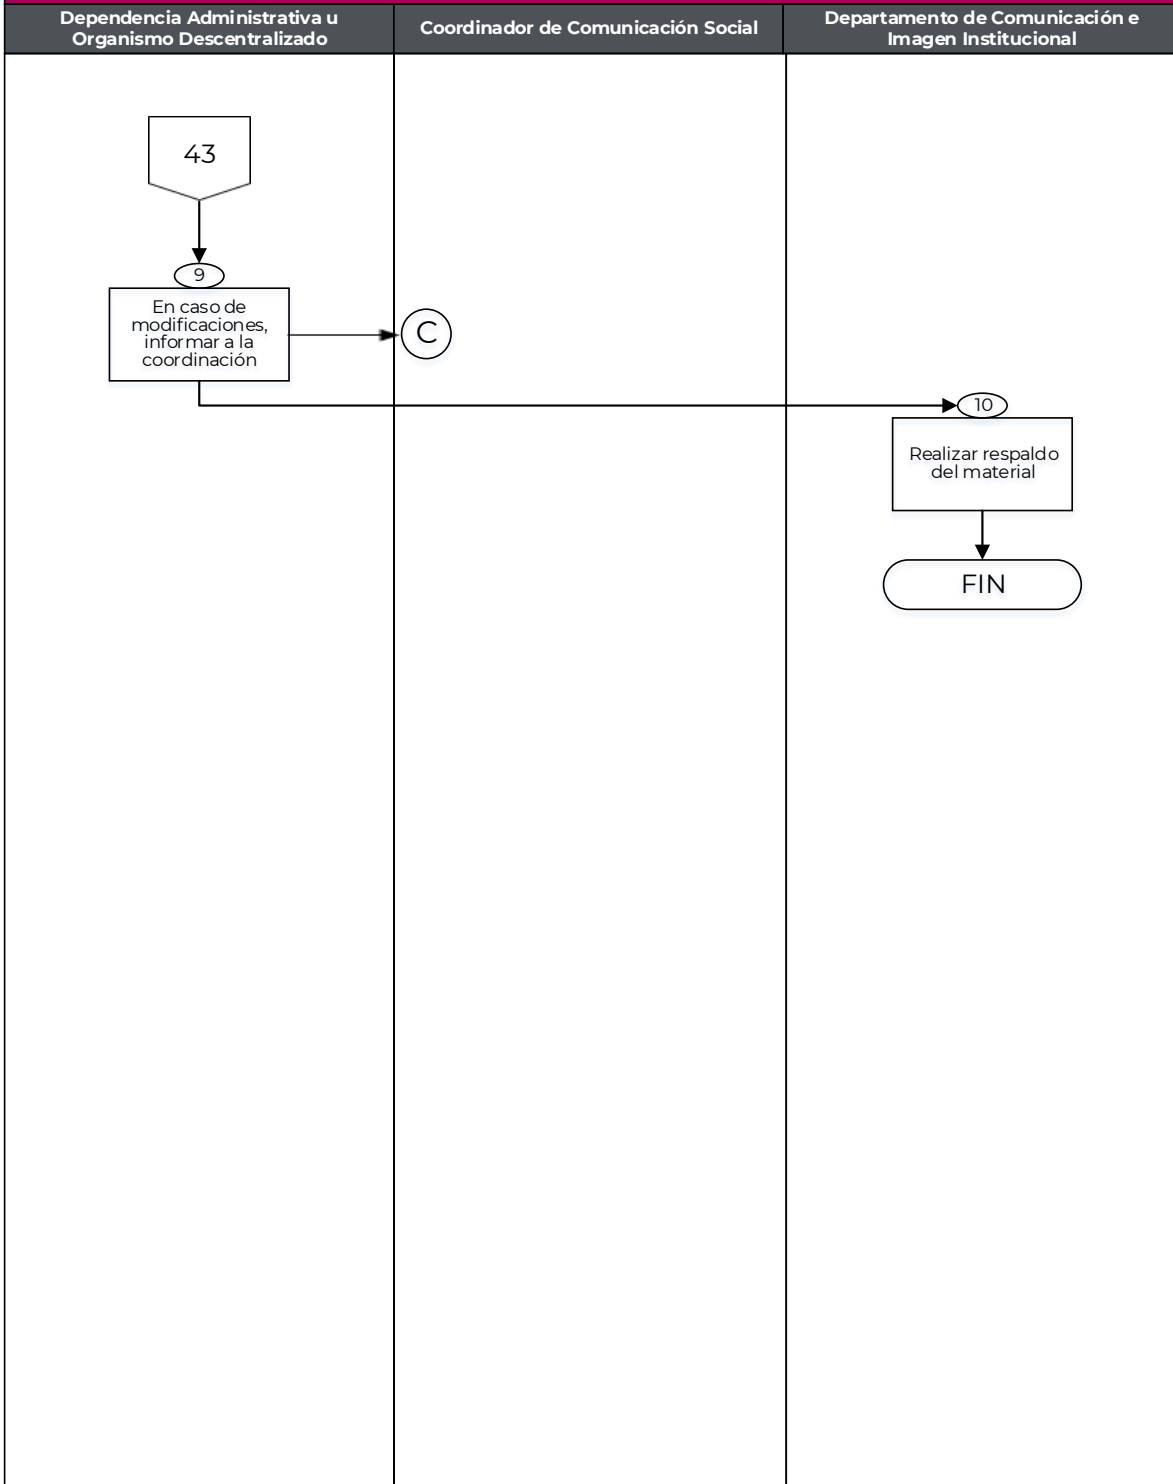 Dependencia Administrativa u
Organismo Descentralizado
Coordinador de Comunicación Social
Departamento de Comunicación e
Imagen Institucional
43
9
En caso de
modificaciones,
informar a la
coordinación
C
10
Realizar respaldo
del material
FIN